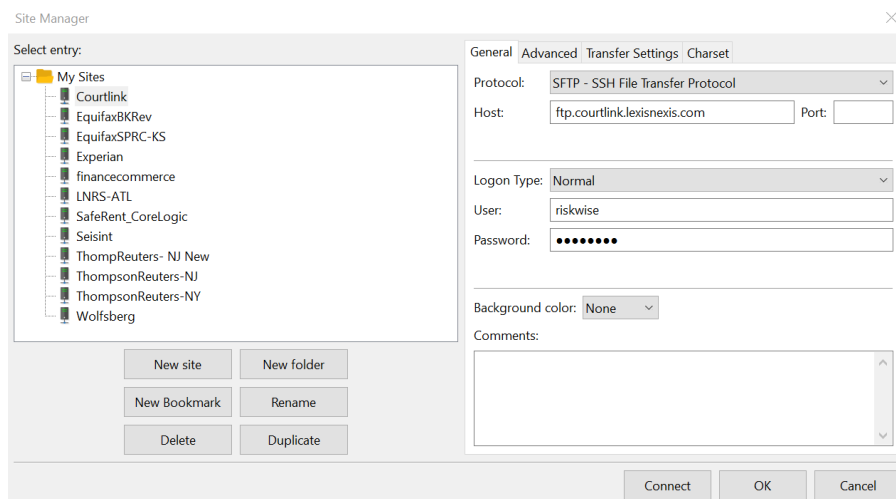 Site Manager
Select entry:
My Sites
Courtlink
EquifaxBKRev
EquifaxSPRC-KS
Experian
financecommerce
LNRS-ATL
SafeRent_CoreLogic
Seisint
ThompReuters- NJ New
ThompsonReuters-NJ
ThompsonReuters-NY
Wolfsberg
New site New folder
New Bookmark Rename
Delete Duplicate
General Advanced Transfer Settings Charset
Protocol: SFTP - SSH File Transfer Protocol
Host: ftp.courtlink.lexisnexis.com Port:
Logon Type: Normal
User: riskwise
Password: ●●●●●●●●
Background color: None
Comments:
Connect OK Cancel